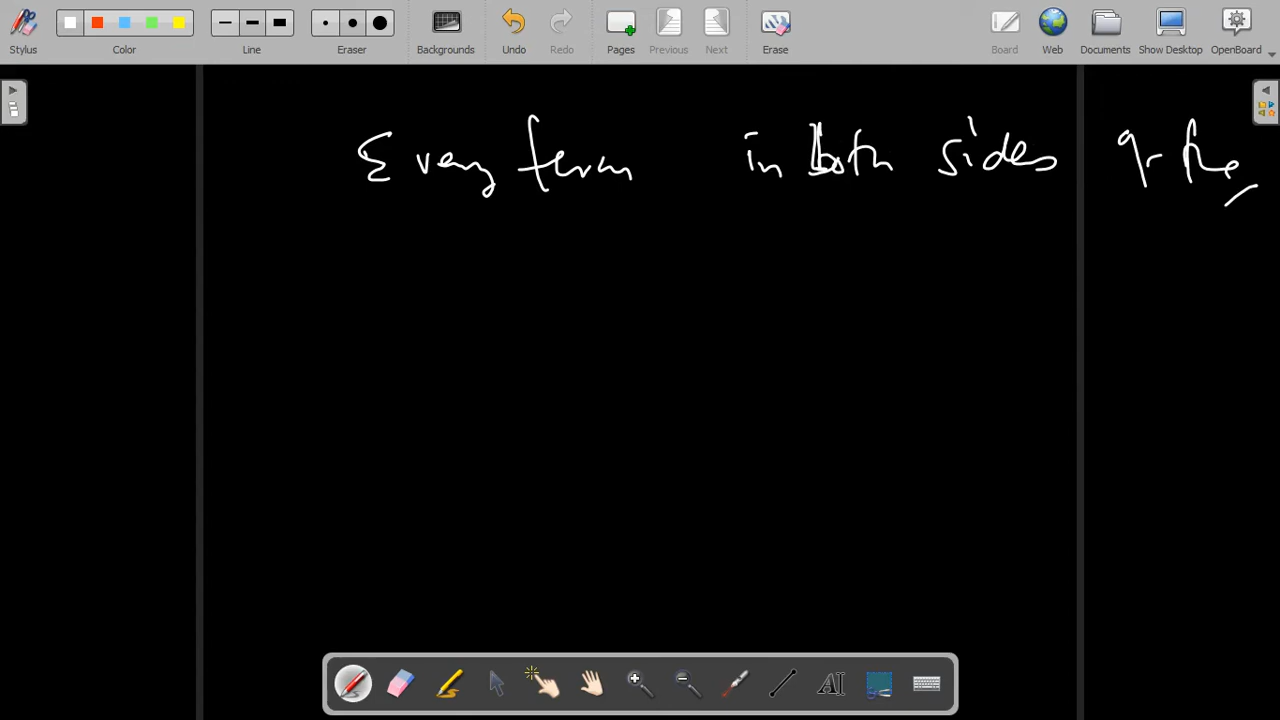 Stylus
Color
Line
Eraser
Backgrounds
Undo
Redo
Pages
Previous
Next
Erase
Board
Web
Documents
Show Desktop
OpenBoard
Every term in both sides of the
AI